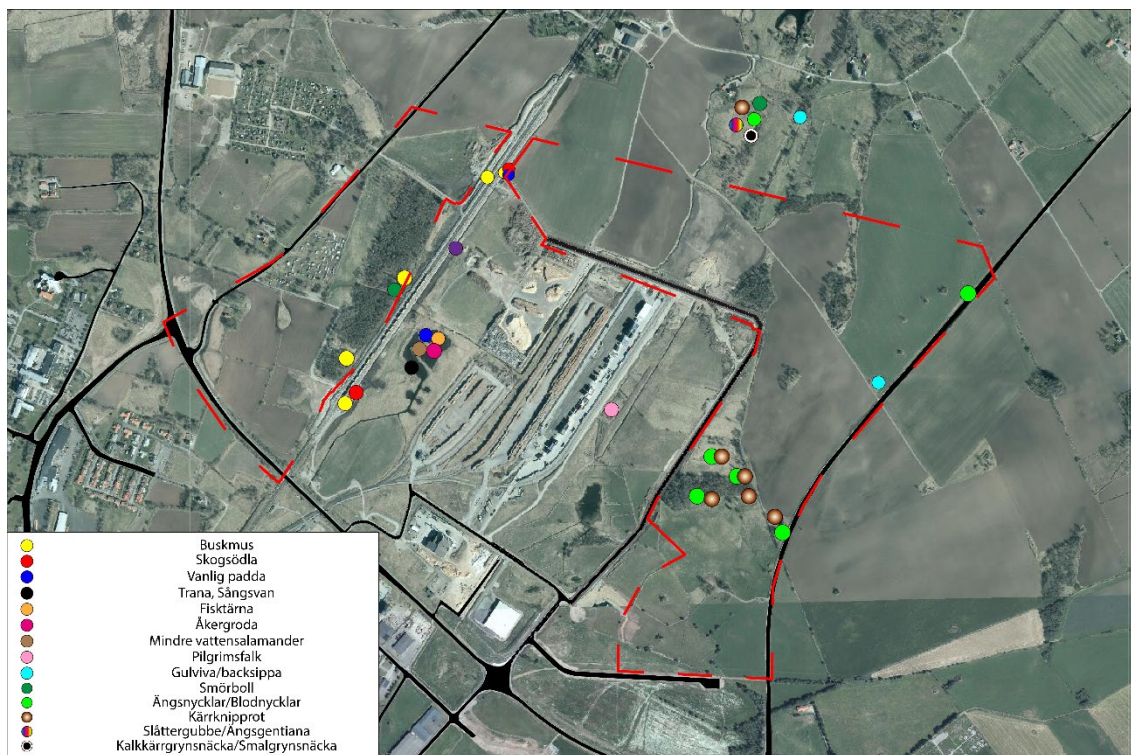 Buskmus
Skogsödla
Vanlig padda
Trana, Sångsvan
Fisktärna
Åkergroda
Mindre vattensalamander
Pilgrimsfalk
Gulviva/backsippa
Smörboll
Ängsnycklar/Blodnycklar
Kärrknipprot
Slåttergubbe/Ängsgentiana
Kalkkärrgrynsnäcka/Smalgrynsnäcka